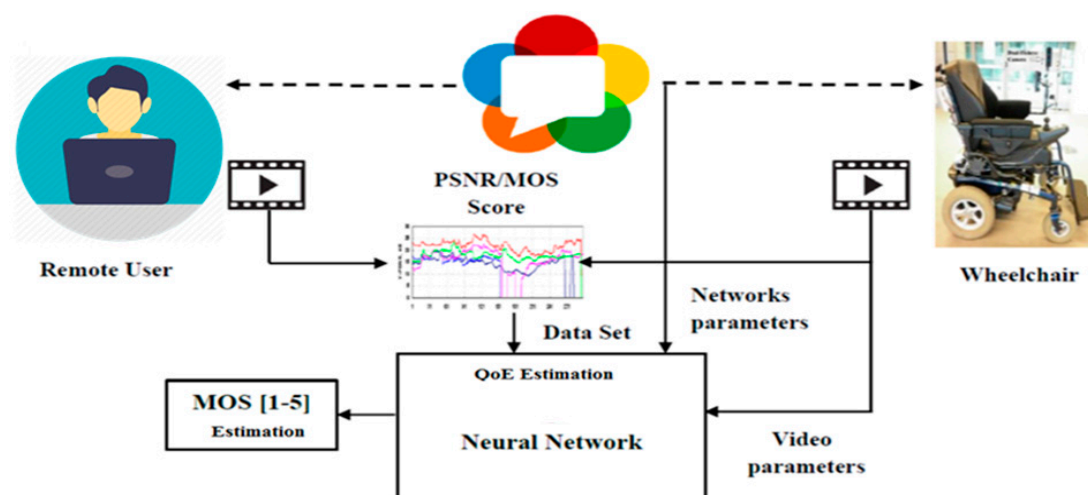 PSNR/MOS
Score
Remote User
Wheelchair
Networks
parameters
Data Set
QoE Estimation
MOS [1-5]
Estimation
Neural Network
Video
parameters